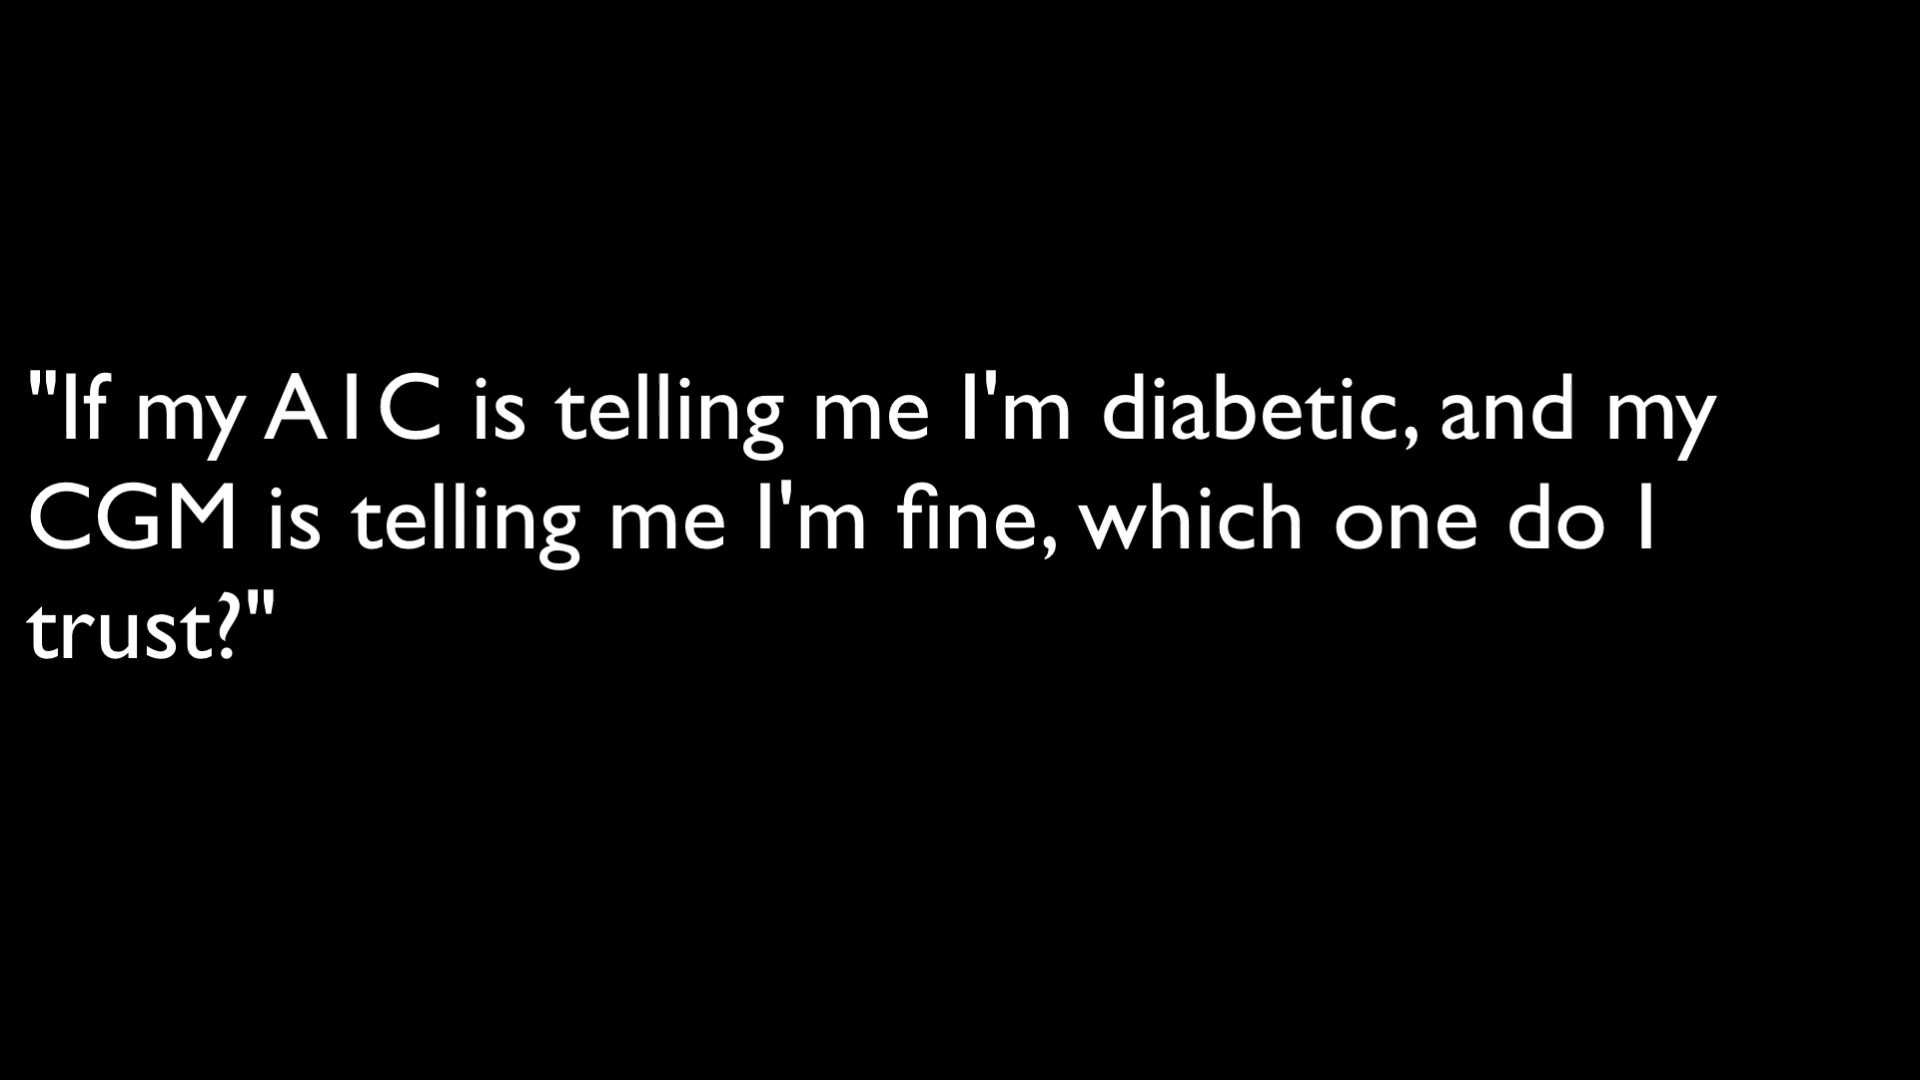 "If my A1C is telling me I'm diabetic, and my
CGM is telling me I'm fine, which one do I
trust?"